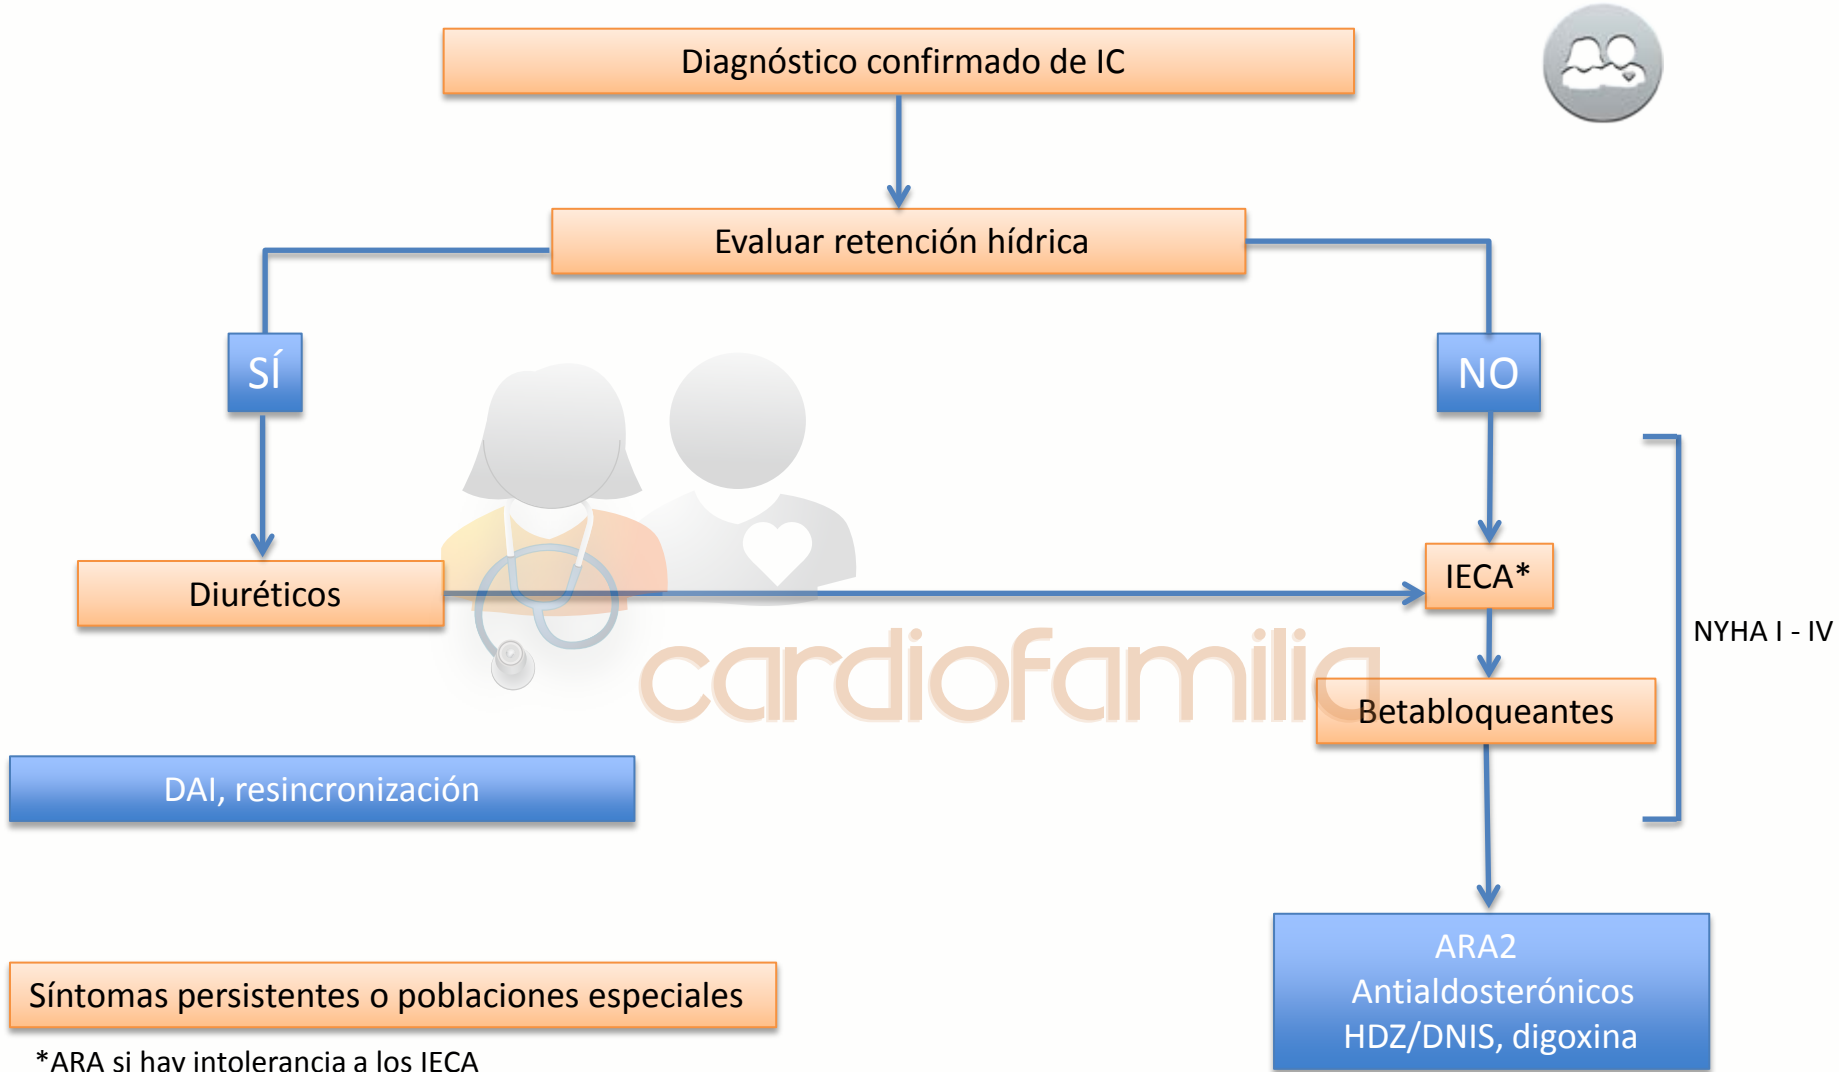 Diagnóstico confirmado de IC
Evaluar retención hídrica
SÍ
NO
Diuréticos
IECA*
NYHA I - IV
cardiofamilia
Betabloqueantes
DAI, resincronización
ARA2
Antialdosterónicos
HDZ/DNIS, digoxina
Síntomas persistentes o poblaciones especiales
*ARA si hay intolerancia a los IECA